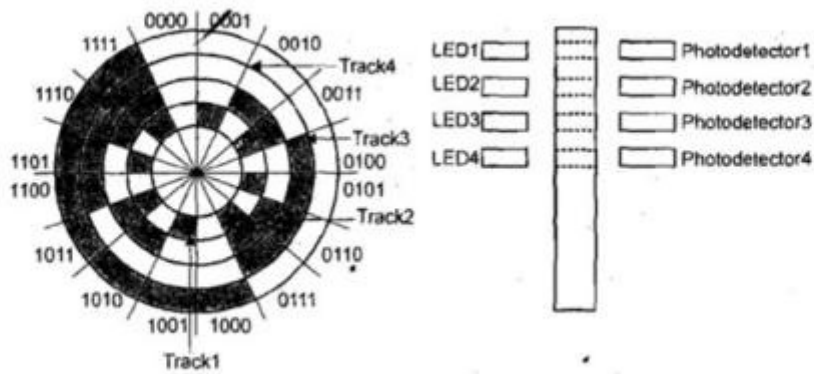 0000 0001
1111 0010
Track4
1110 0011
Track3
1101 0100
1100 0101
Track2
1011 0110
1010 0111
1001 1000
Track1
LED1 Photodetector1
LED2 Photodetector2
LED3 Photodetector3
LED4 Photodetector4